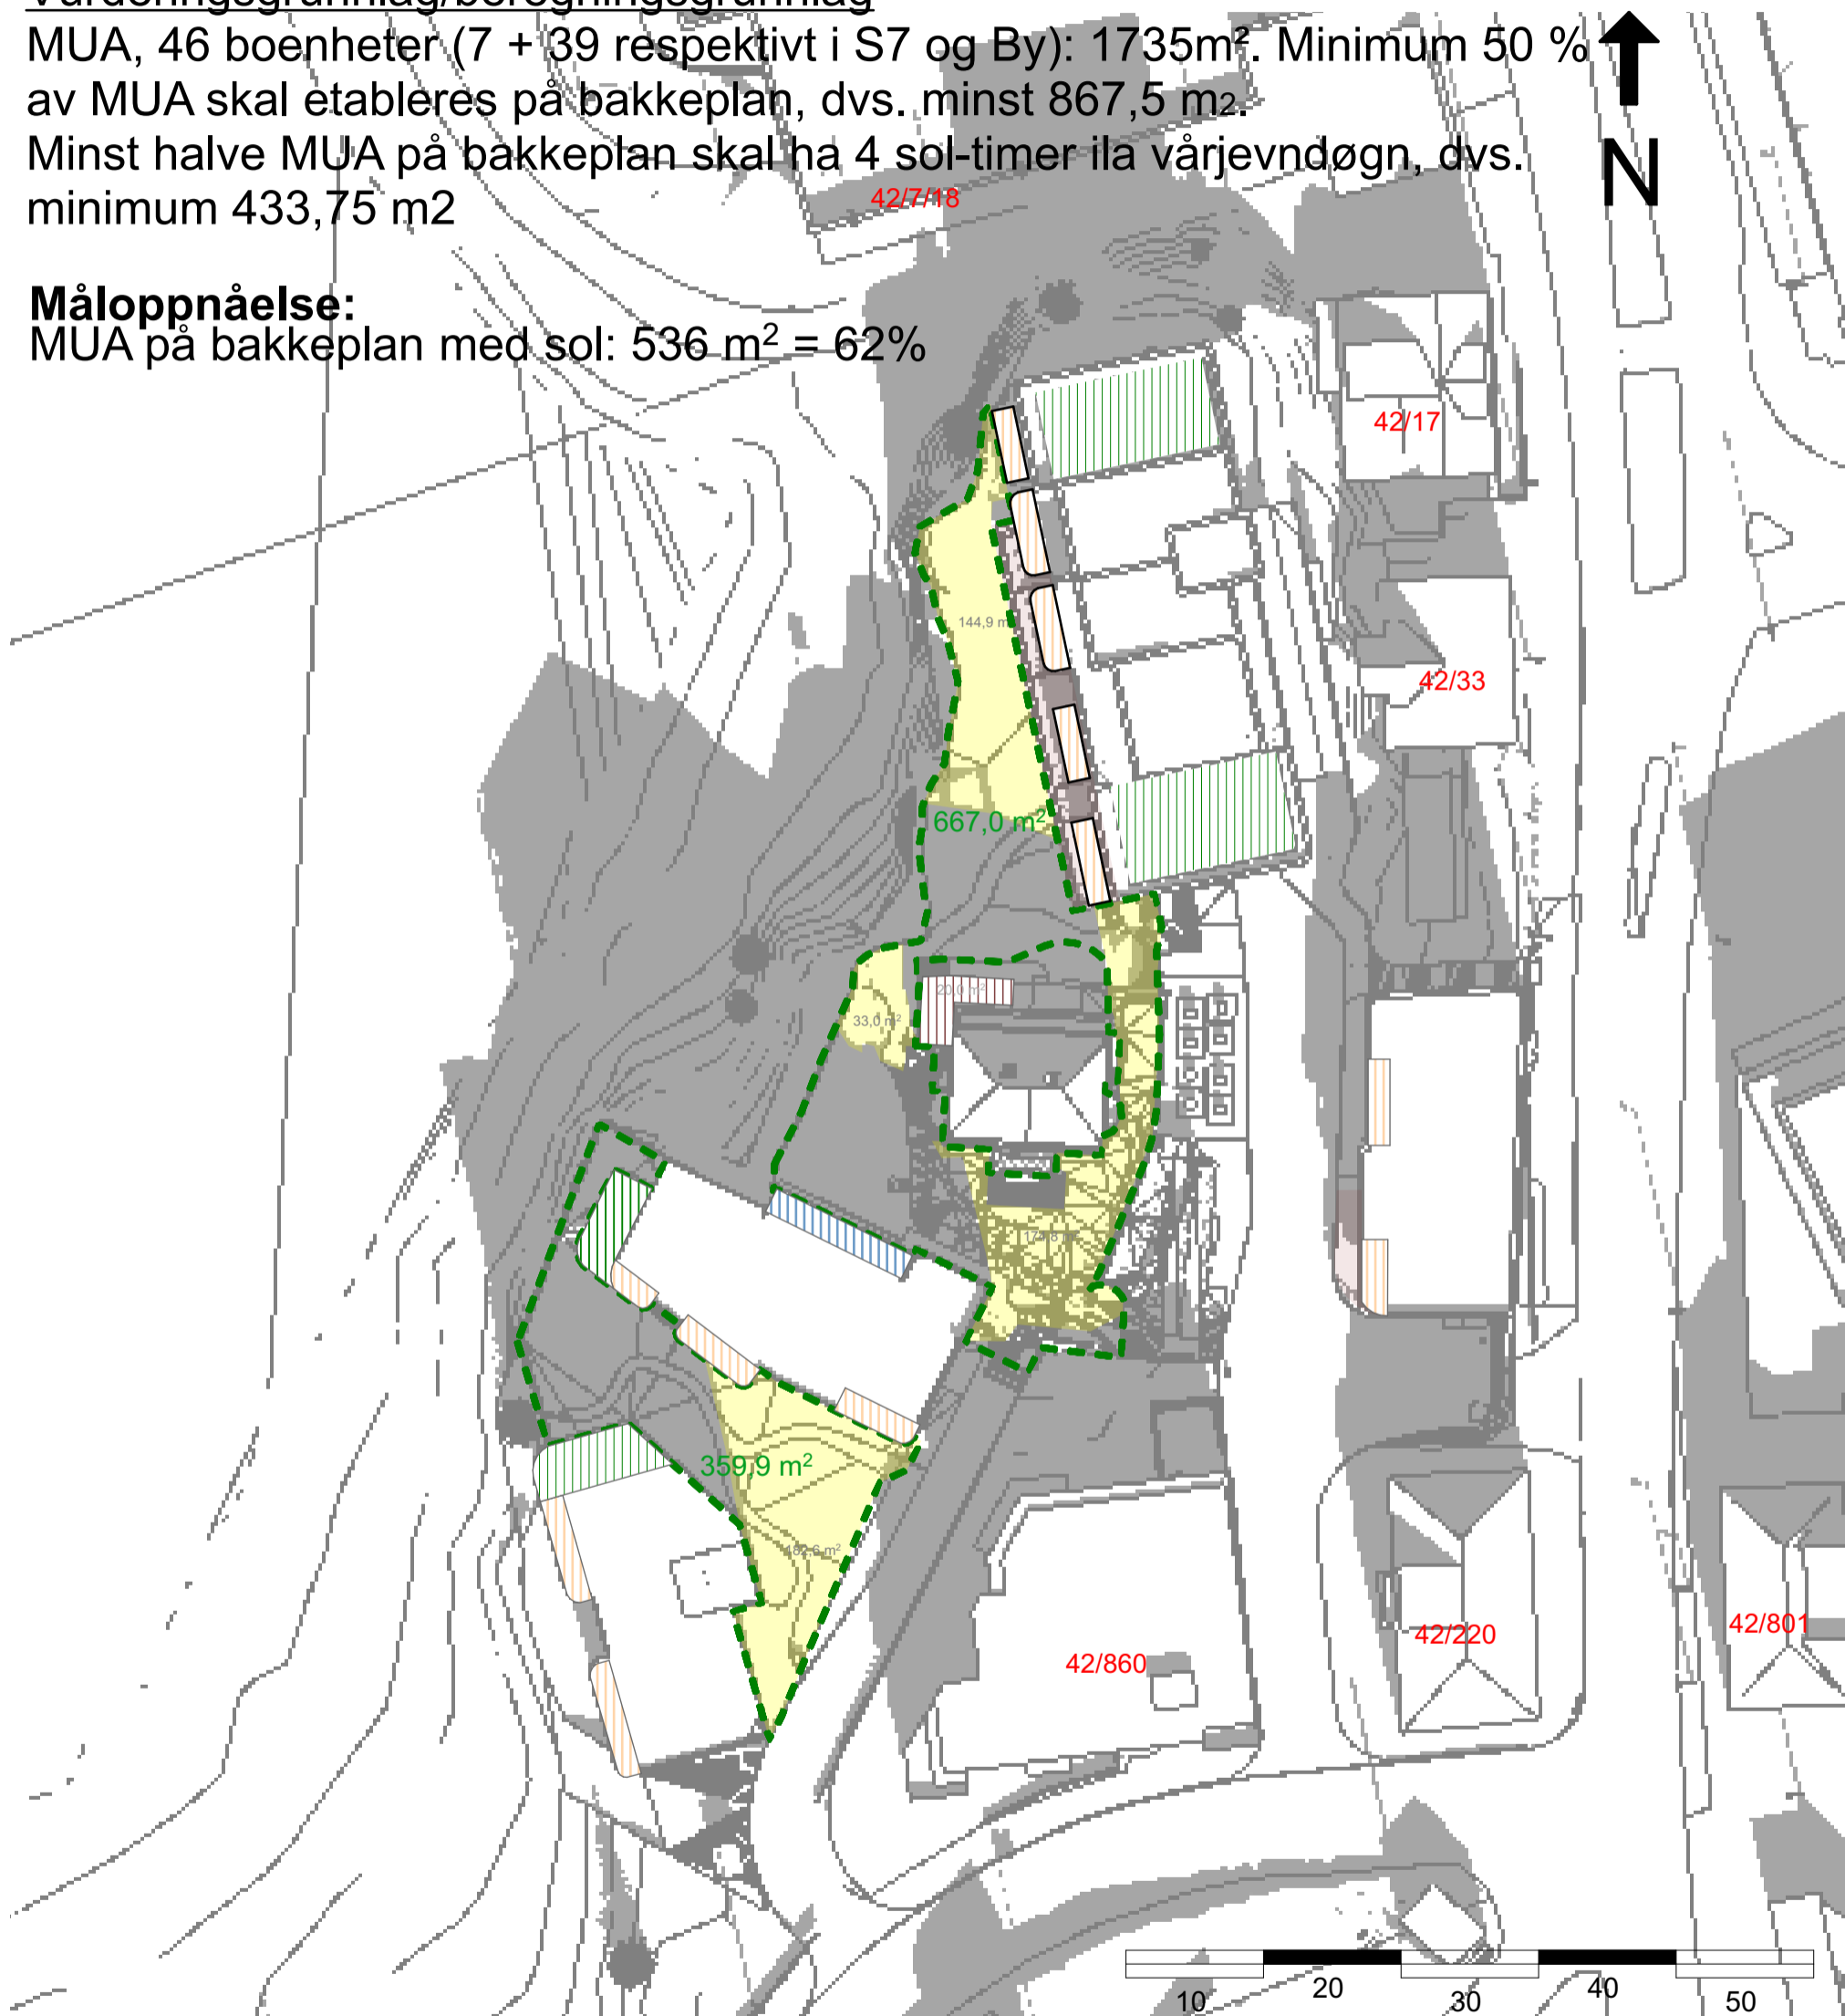 Vurderingsgrunnlag/beregningsgrunnlag
MUA, 46 boenheter (7 + 39 respektivt i S7 og By): 1735m². Minimum 50 %
av MUA skal etableres på bakkeplan, dvs. minst 867,5 m2.
Minst halve MUA på bakkeplan skal ha 4 sol-timer ila vårjevndøgn, dvs.
minimum 433,75 m2
N
42/7/18
Måloppnåelse:
MUA på bakkeplan med sol: 536 m² = 62%
42/17
144,9 m
42/33
667,0 m²
20,0 m²
33,0 m²
359,9 m²
42/220
42/801
42/860
10
20
30
40
50